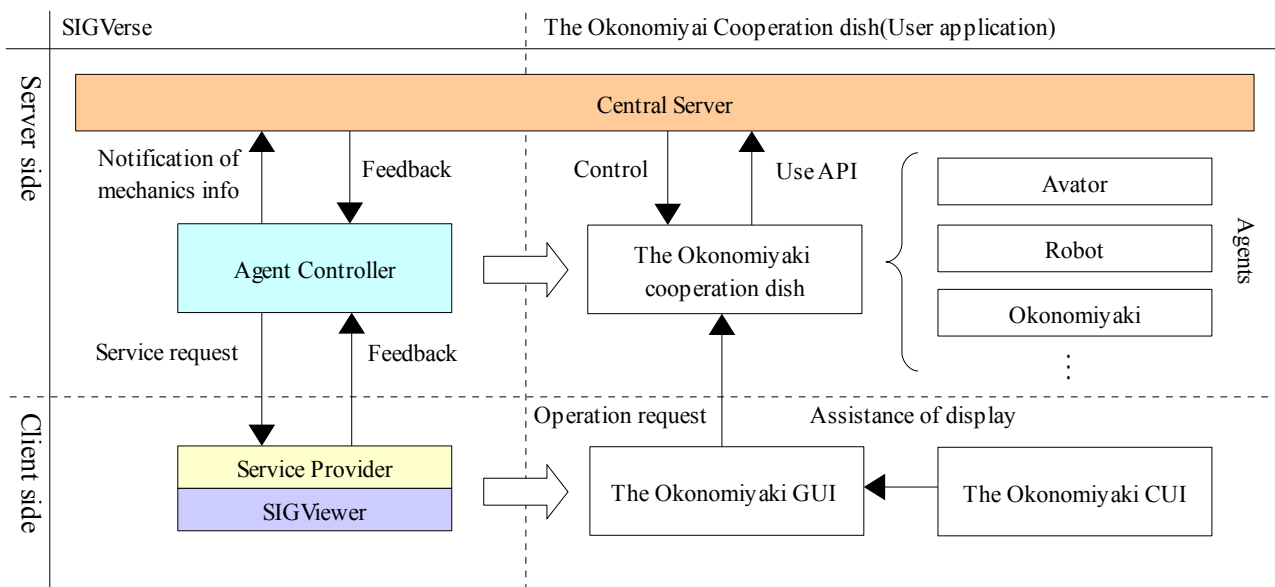 SIGVerse
The Okonomiyai Cooperation dish(User application)
Server side
Central Server
Notification of
mechanics info
Feedback
Control
Use API
Avator
Robot
Okonomiyaki
⋮
Agents
Agent Controller
The Okonomiyaki
cooperation dish
Service request
Feedback
Client side
Operation request
Assistance of display
Service Provider
SIGViewer
The Okonomiyaki GUI
The Okonomiyaki CUI